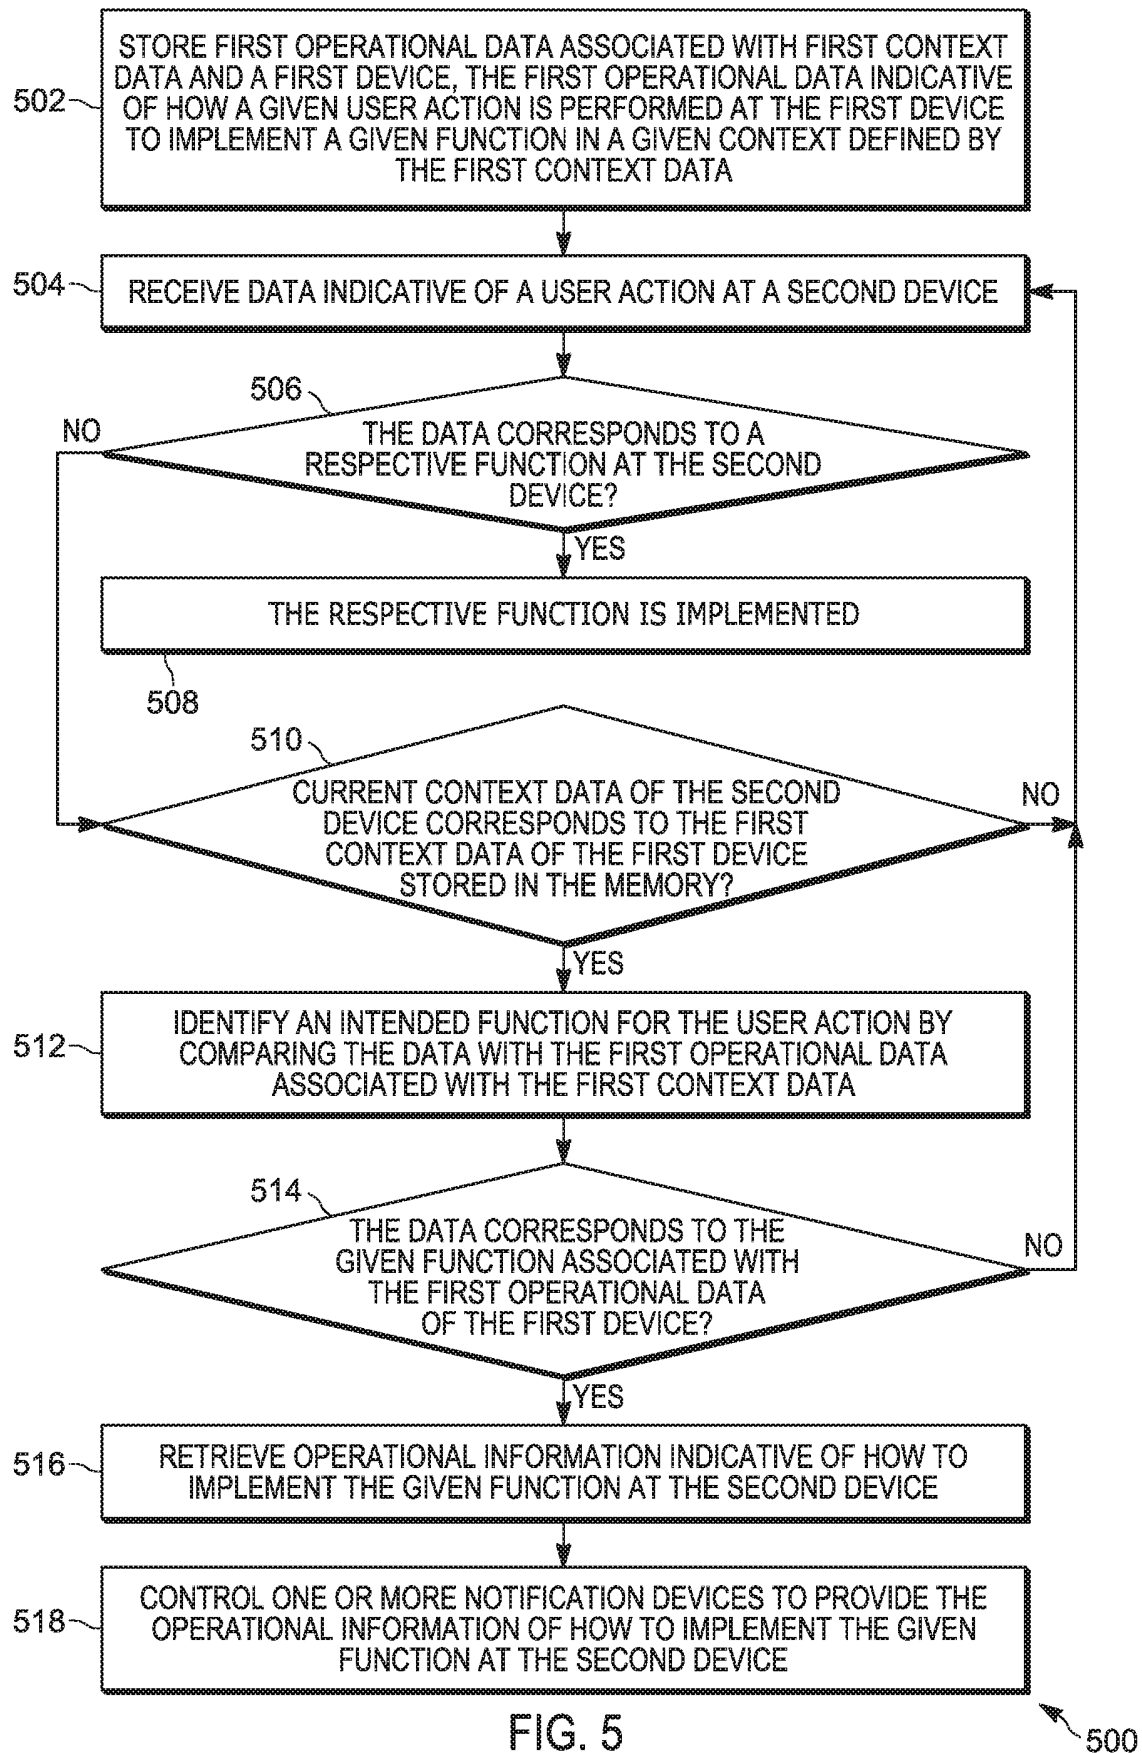 STORE FIRST OPERATIONAL DATA ASSOCIATED WITH FIRST CONTEXT
DATA AND A FIRST DEVICE, THE FIRST OPERATIONAL DATA INDICATIVE
502
OF HOW A GIVEN USER ACTION IS PERFORMED AT THE FIRST DEVICE
TO IMPLEMENT A GIVEN FUNCTION IN A GIVEN CONTEXT DEFINED BY
THE FIRST CONTEXT DATA
504
RECEIVE DATA INDICATIVE OF A USER ACTION AT A SECOND DEVICE
506
NO
THE DATA CORRESPONDS TO A
RESPECTIVE FUNCTION AT THE SECOND
DEVICE?
YES
THE RESPECTIVE FUNCTION IS IMPLEMENTED
508
510
CURRENT CONTEXT DATA OF THE SECOND
DEVICE CORRESPONDS TO THE FIRST
CONTEXT DATA OF THE FIRST DEVICE
STORED IN THE MEMORY?
NO
YES
IDENTIFY AN INTENDED FUNCTION FOR THE USER ACTION BY
512
COMPARING THE DATA WITH THE FIRST OPERATIONAL DATA
ASSOCIATED WITH THE FIRST CONTEXT DATA
514
THE DATA CORRESPONDS TO THE
GIVEN FUNCTION ASSOCIATED WITH
THE FIRST OPERATIONAL DATA
OF THE FIRST DEVICE?
NO
YES
516
RETRIEVE OPERATIONAL INFORMATION INDICATIVE OF HOW TO
IMPLEMENT THE GIVEN FUNCTION AT THE SECOND DEVICE
CONTROL ONE OR MORE NOTIFICATION DEVICES TO PROVIDE THE
518
OPERATIONAL INFORMATION OF HOW TO IMPLEMENT THE GIVEN
FUNCTION AT THE SECOND DEVICE
FIG. 5
500